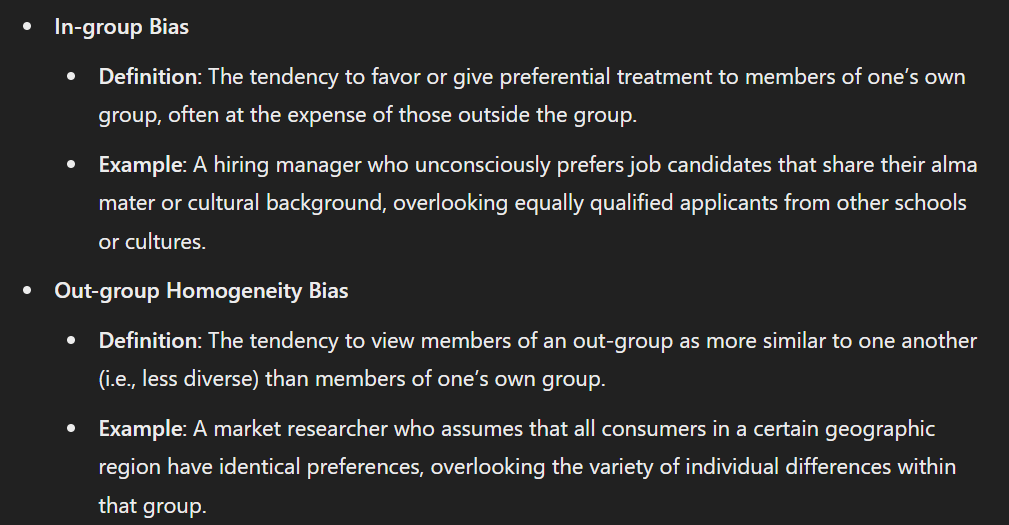 • In-group Bias
• Definition: The tendency to favor or give preferential treatment to members of one’s own
group, often at the expense of those outside the group.
• Example: A hiring manager who unconsciously prefers job candidates that share their alma
mater or cultural background, overlooking equally qualified applicants from other schools
or cultures.
• Out-group Homogeneity Bias
• Definition: The tendency to view members of an out-group as more similar to one another
(i.e., less diverse) than members of one’s own group.
• Example: A market researcher who assumes that all consumers in a certain geographic
region have identical preferences, overlooking the variety of individual differences within
that group.